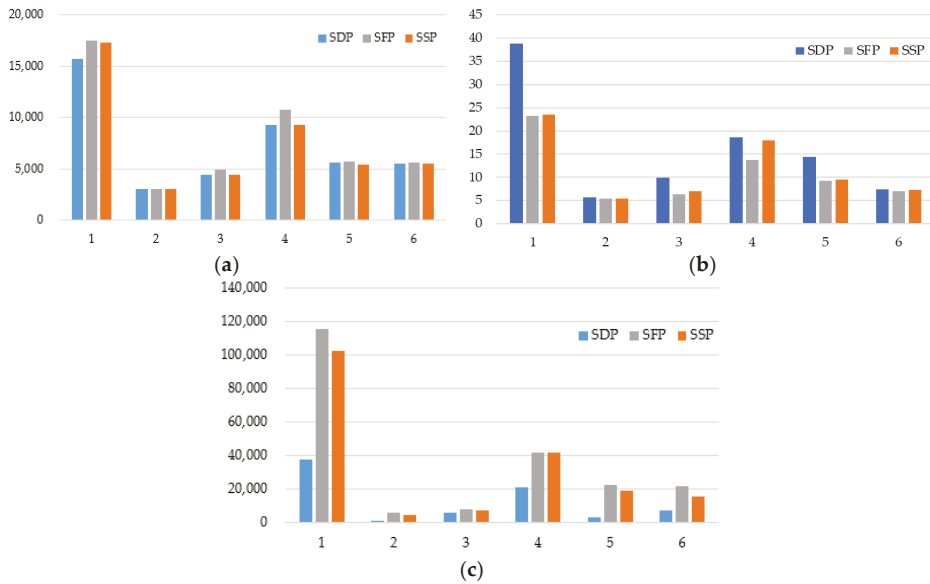 20,000
15,000
10,000
5,000
0
SDP SFP SSP
1 2 3 4 5 6
(a)
45
40
35
30
25
20
15
10
5
0
SDP SFP SSP
1 2 3 4 5 6
(b)
140,000
120,000
100,000
80,000
60,000
40,000
20,000
0
SDP SFP SSP
1 2 3 4 5 6
(c)